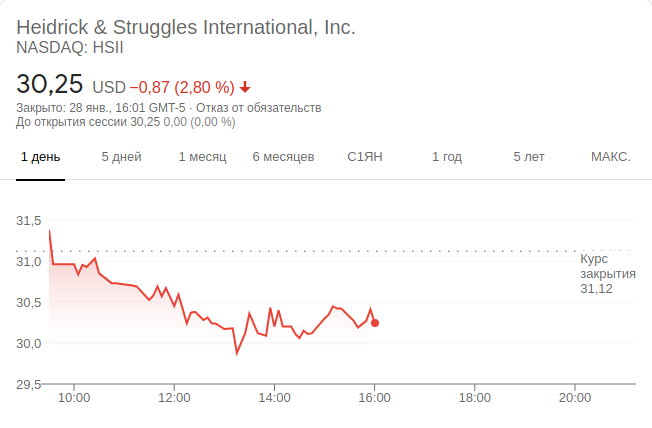 Heidrick & Struggles International, Inc.
NASDAQ: HSII
30,25 USD −0,87 (2,80 %)
Закрыто: 28 янв., 16:01 GMT-5 · Отказ от обязательств
До открытия сессии 30,25 0,00 (0,00 %)
1 день 5 дней 1 месяц 6 месяцев С1ЯН 1 год 5 лет МАКС.
31,5
31,0
30,5
30,0
29,5
Курс
закрытия
31,12
10:00 12:00 14:00 16:00 18:00 20:00